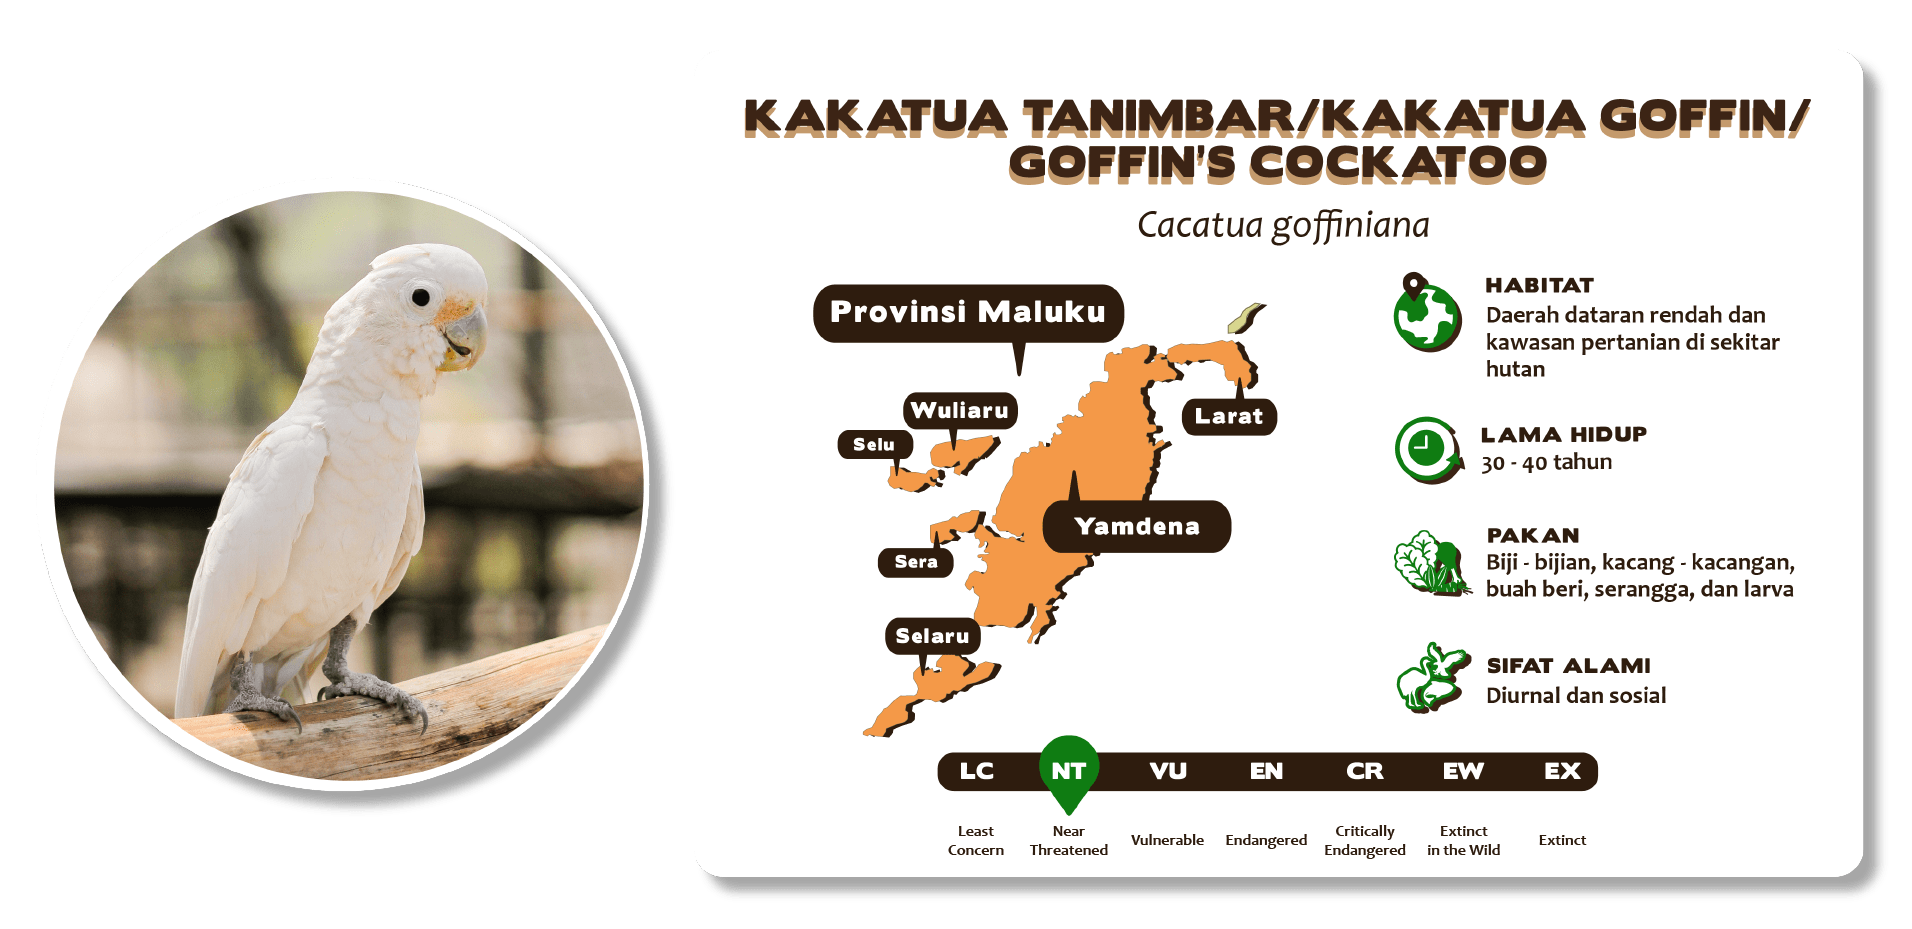 KAKATUA TANIMBAR/KAKATUA GOFFIN/
GOFFIN'S COCKATOO
Cacatua goffiniana
Provinsi Maluku
Wuliaru
Selu
Larat
Yamdena
Sera
Selaru
HABITAT
Daerah dataran rendah dan
kawasan pertanian di sekitar
hutan
LAMA HIDUP
30 - 40 tahun
PAKAN
Biji - bijian, kacang - kacangan,
buah beri, serangga, dan larva
SIFAT ALAMI
Diurnal dan sosial
LC NT VU EN CR EW EX
Least
Concern
Near
Threatened
Vulnerable
Endangered
Critically
Endangered
Extinct
in the Wild
Extinct